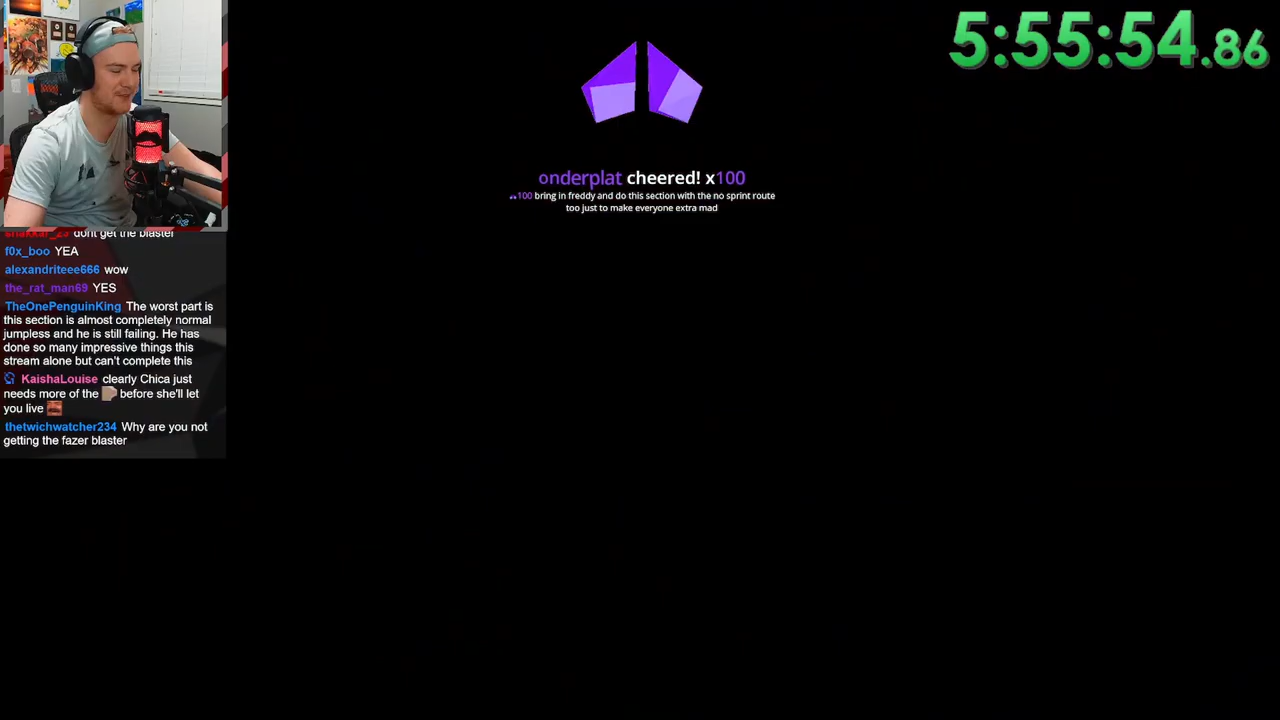 5:55:54.86
onderplat cheered! x100
100 bring in freddy and do this section with the no sprint route
too just to make everyone extra mad
shakkar_23 dont get the blaster
f0x_boo YEA
alexandriteee666 wow
the_rat_man69 YES
TheOnePenguinKing The worst part is
this section is almost completely normal
jumpless and he is still failing. He has
done so many impressive things this
stream alone but can't complete this
KaishaLouise clearly Chica just
needs more of the before she'll let
you live
thetwichwatcher234 Why are you not
getting the fazer blaster